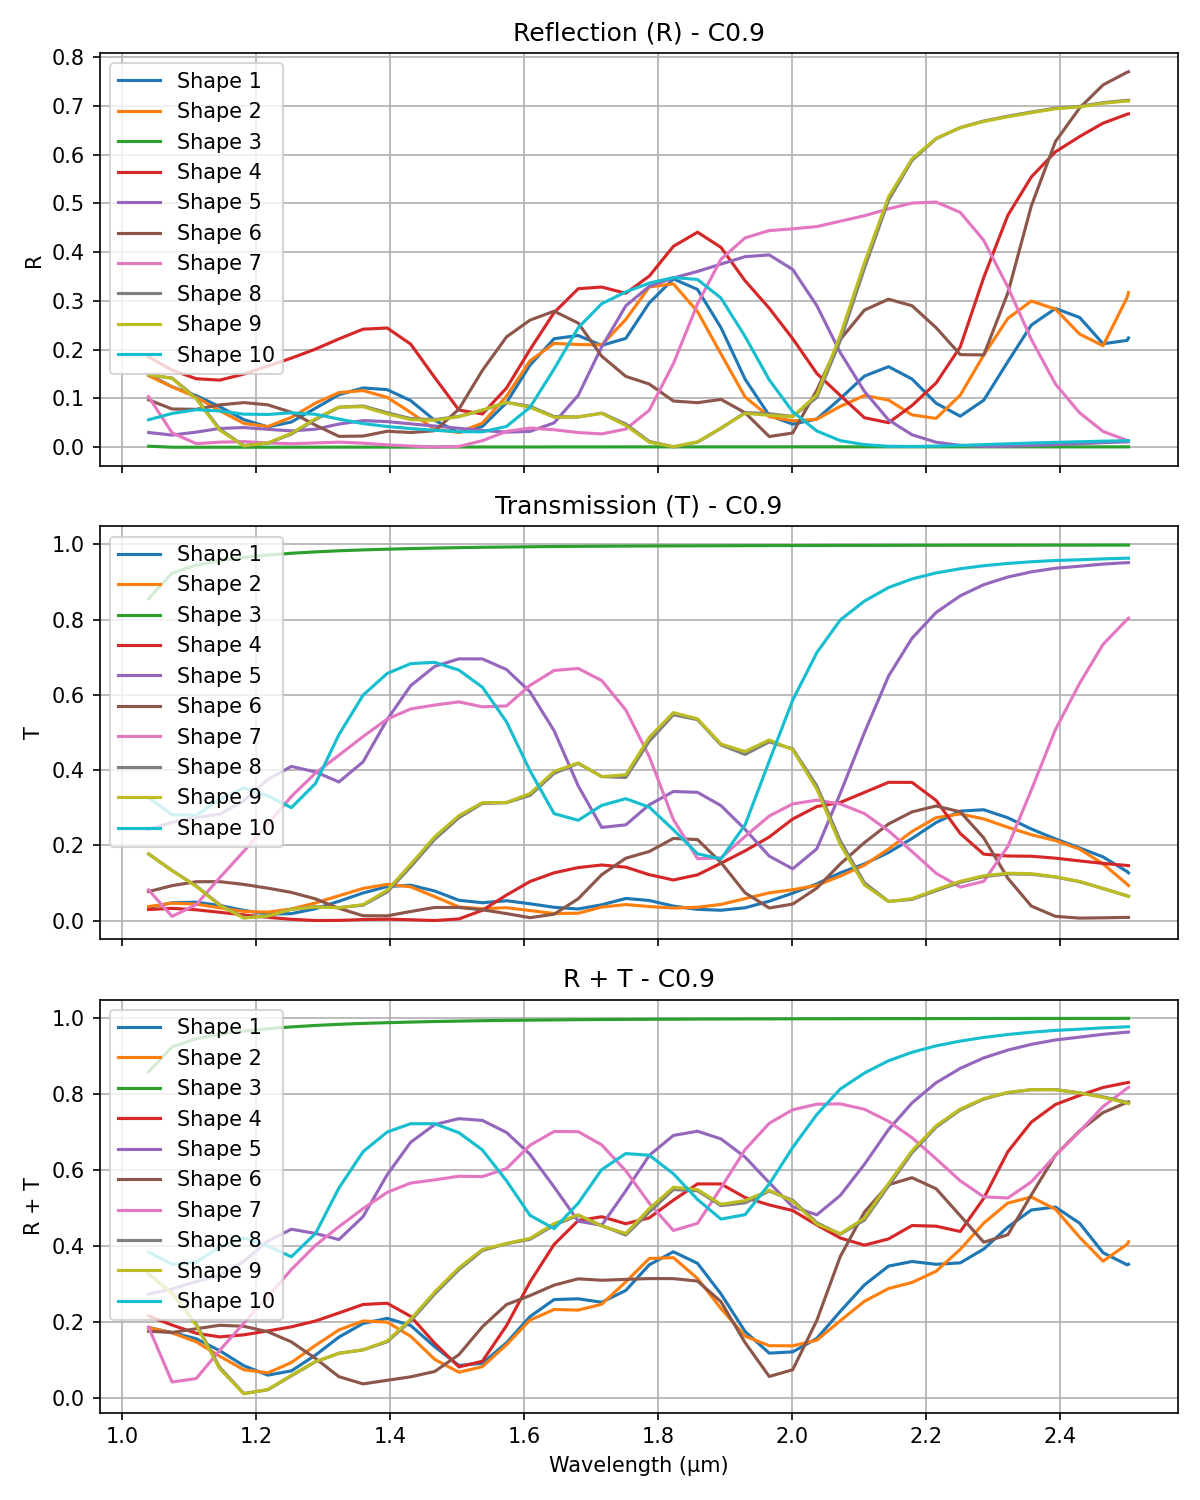 Reflection (R) - C0.9
0.8
0.7
0.6
0.5
0.4
0.3
0.2
0.1
0.0
R
Shape 1
Shape 2
Shape 3
Shape 4
Shape 5
Shape 6
Shape 7
Shape 8
Shape 9
Shape 10
Transmission (T) - C0.9
1.0
0.8
0.6
0.4
0.2
0.0
T
Shape 1
Shape 2
Shape 3
Shape 4
Shape 5
Shape 6
Shape 7
Shape 8
Shape 9
Shape 10
R + T - C0.9
1.0
0.8
0.6
0.4
0.2
0.0
R + T
Shape 1
Shape 2
Shape 3
Shape 4
Shape 5
Shape 6
Shape 7
Shape 8
Shape 9
Shape 10
1.0 1.2 1.4 1.6 1.8 2.0 2.2 2.4
Wavelength (μm)